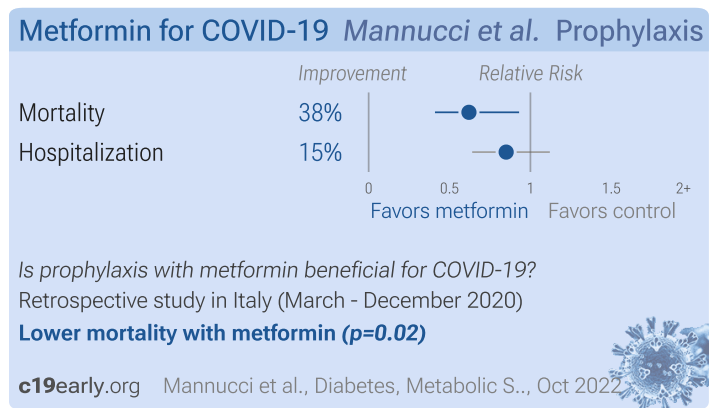 Metformin for COVID-19 Mannucci et al. Prophylaxis
Improvement Relative Risk
Mortality 38%
Hospitalization 15%
0 0.5 1 1.5 2+
Favors metformin Favors control
Is prophylaxis with metformin beneficial for COVID-19?
Retrospective study in Italy (March - December 2020)
Lower mortality with metformin (p=0.02)
c19early.org Mannucci et al., Diabetes, Metabolic S.., Oct 2022